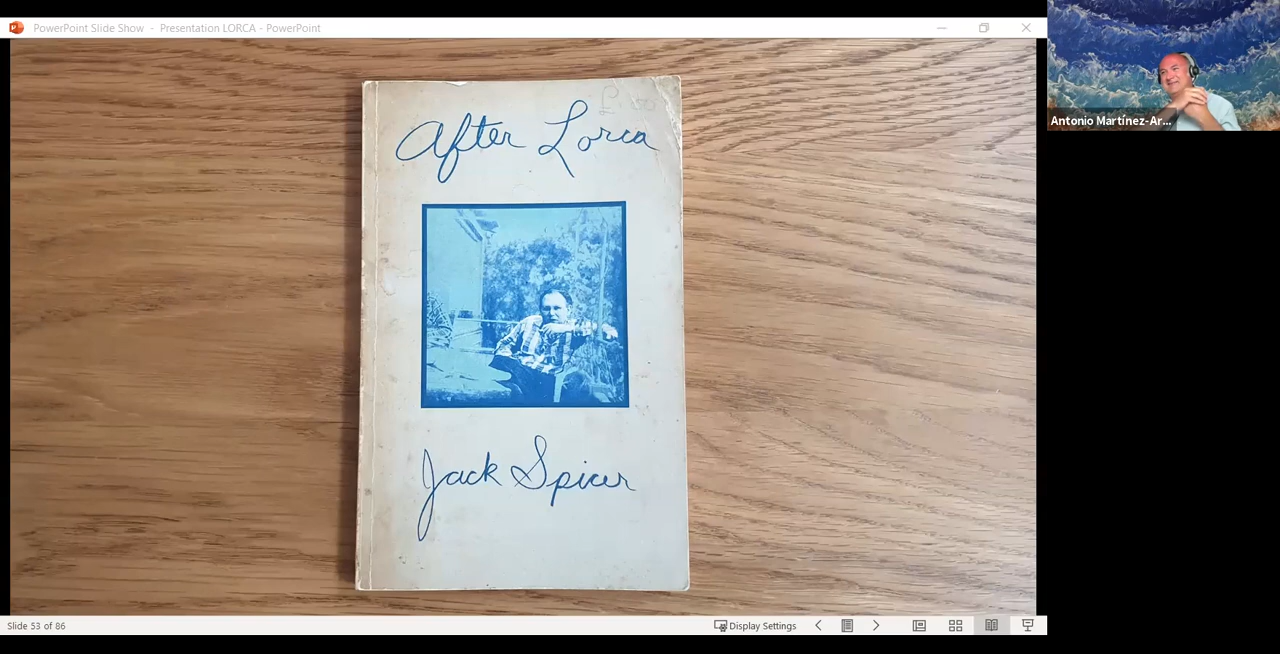 PowerPoint Slide Show - Presentation LORCA - PowerPoint
Antonio Martínez-Ar...
After Lorca
Jack Spicer
Slide 53 of 86
Display Settings